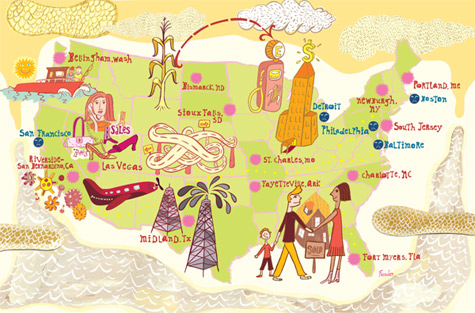 Bellingham, Wash
Bismarck, ND
Sioux Falls,
SD
Portland, ME
Newburgh,
NY
Boston
Detroit
Philadelphia
South Jersey
Baltimore
San Francisco
Sales
Riverside-
San Bernardino, CA
Las Vegas
St. Charles, MO
Charlotte, NC
Fayetteville, Ark
Midland, TX
Sold
Fort Myers, Fla